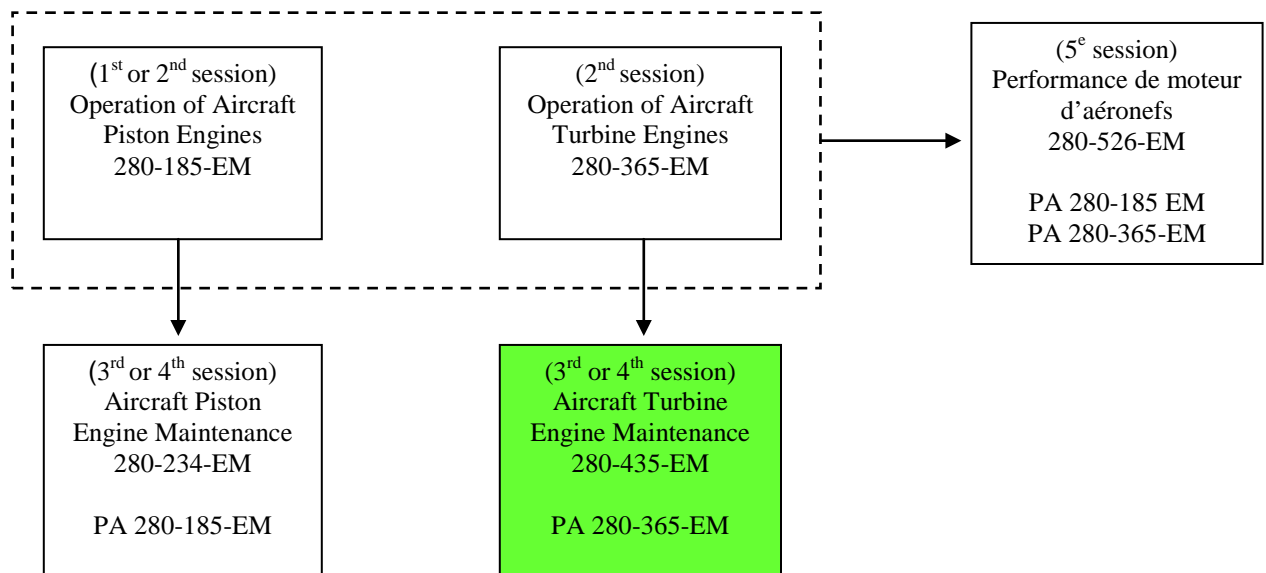 (1st or 2nd session)
Operation of Aircraft
Piston Engines
280-185-EM
(2nd session)
Operation of Aircraft
Turbine Engines
280-365-EM
(5e session)
Performance de moteur
d’aéronefs
280-526-EM
PA 280-185 EM
PA 280-365-EM
(3rd or 4th session)
Aircraft Piston
Engine Maintenance
280-234-EM
PA 280-185-EM
(3rd or 4th session)
Aircraft Turbine
Engine Maintenance
280-435-EM
PA 280-365-EM